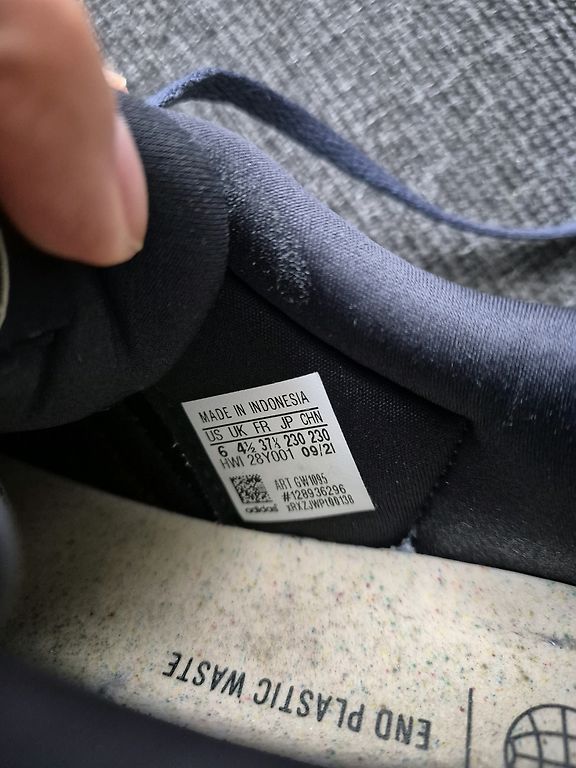 MADE IN INDONESIA
US UK FR JP CHN
6 4½ 37⅓ 230 230
HWI 28Y001 09/21
ART GW1095
#128936296
adidas
END PLASTIC WASTE